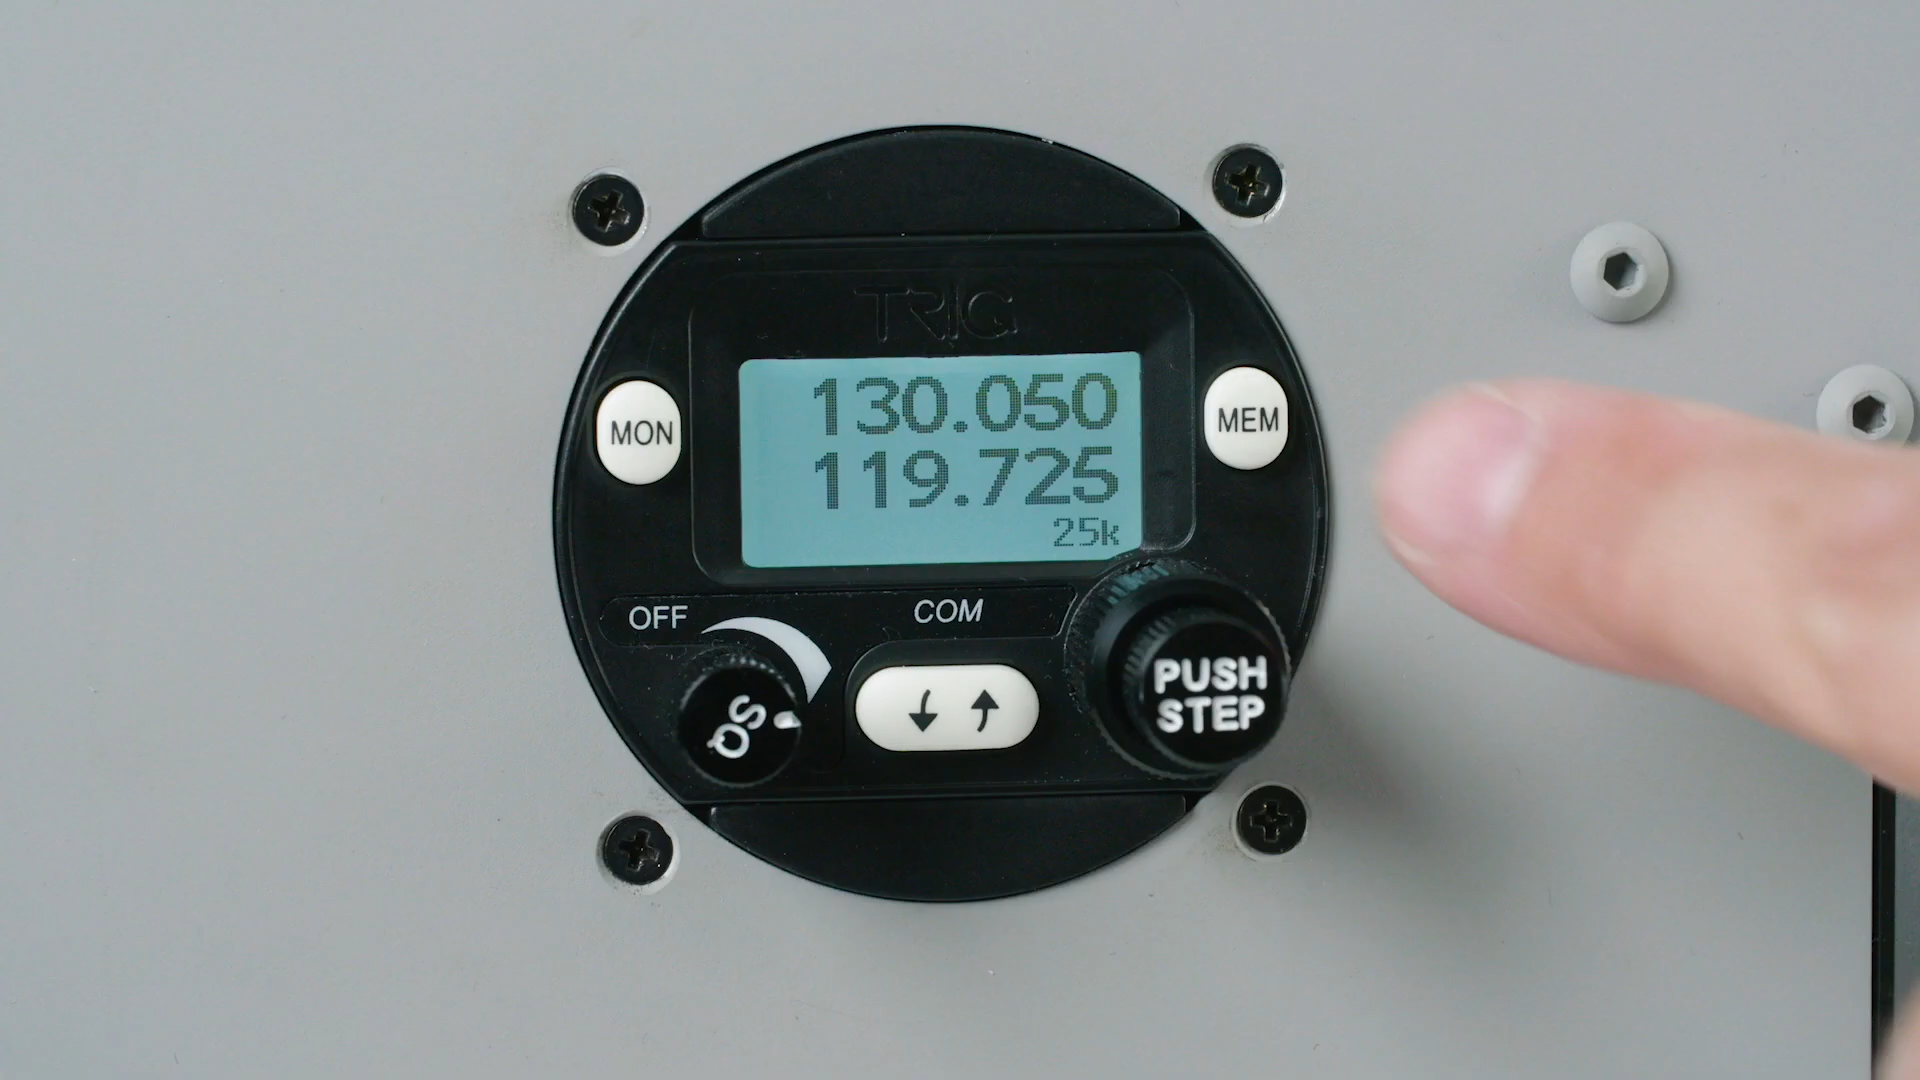 TRIG
130.050
MON
MEM
119.725
25k
OFF
COM
SQ
PUSH
STEP